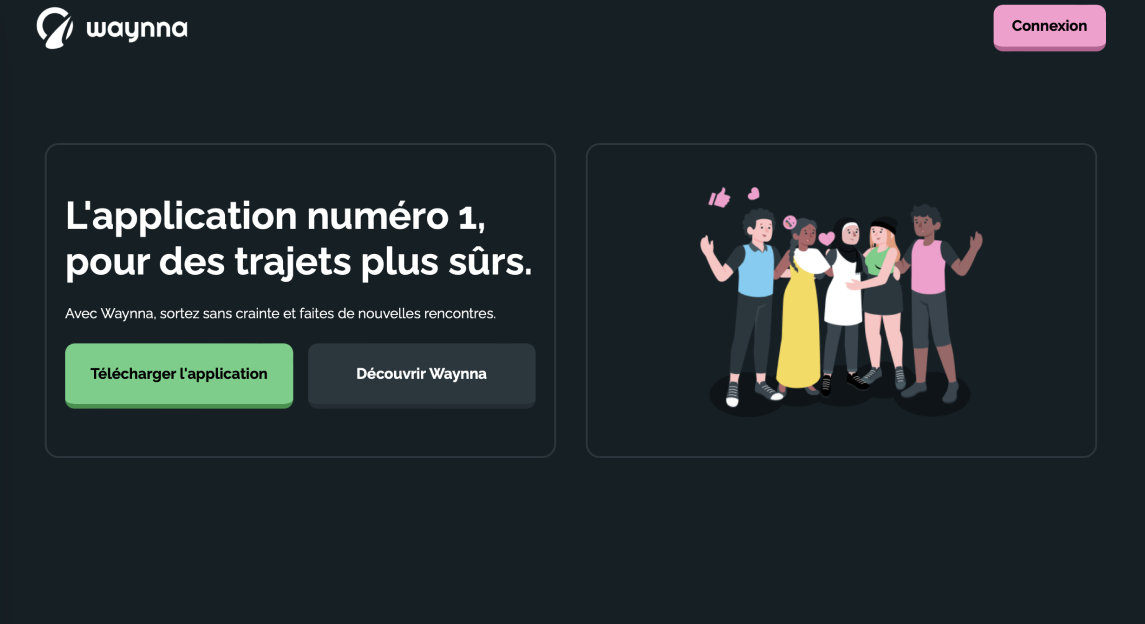 waynna
Connexion
L'application numéro 1,
pour des trajets plus sûrs.
Avec Waynna, sortez sans crainte et faites de nouvelles rencontres.
Télécharger l'application
Découvrir Waynna